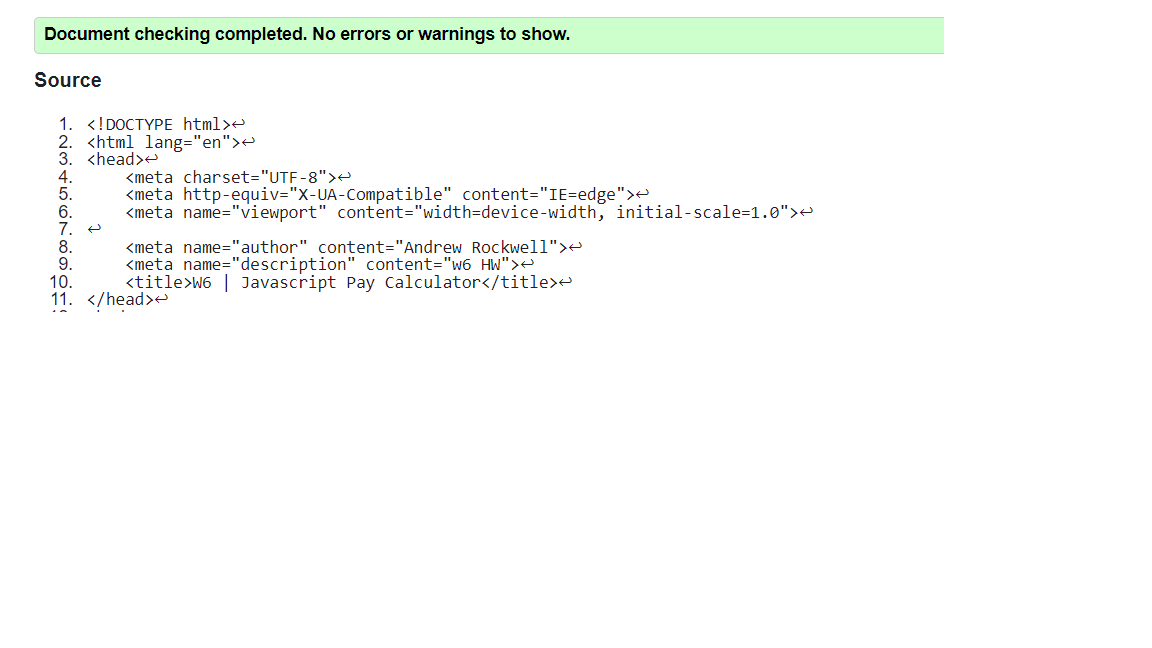 Document checking completed. No errors or warnings to show.
Source
1. <!DOCTYPE html>↩
2. <html lang="en">↩
3. <head>↩
4.     <meta charset="UTF-8">↩
5.     <meta http-equiv="X-UA-Compatible" content="IE=edge">↩
6.     <meta name="viewport" content="width=device-width, initial-scale=1.0">↩
7. ↩
8.     <meta name="author" content="Andrew Rockwell">↩
9.     <meta name="description" content="w6 HW">↩
10.     <title>W6 | Javascript Pay Calculator</title>↩
11. </head>↩